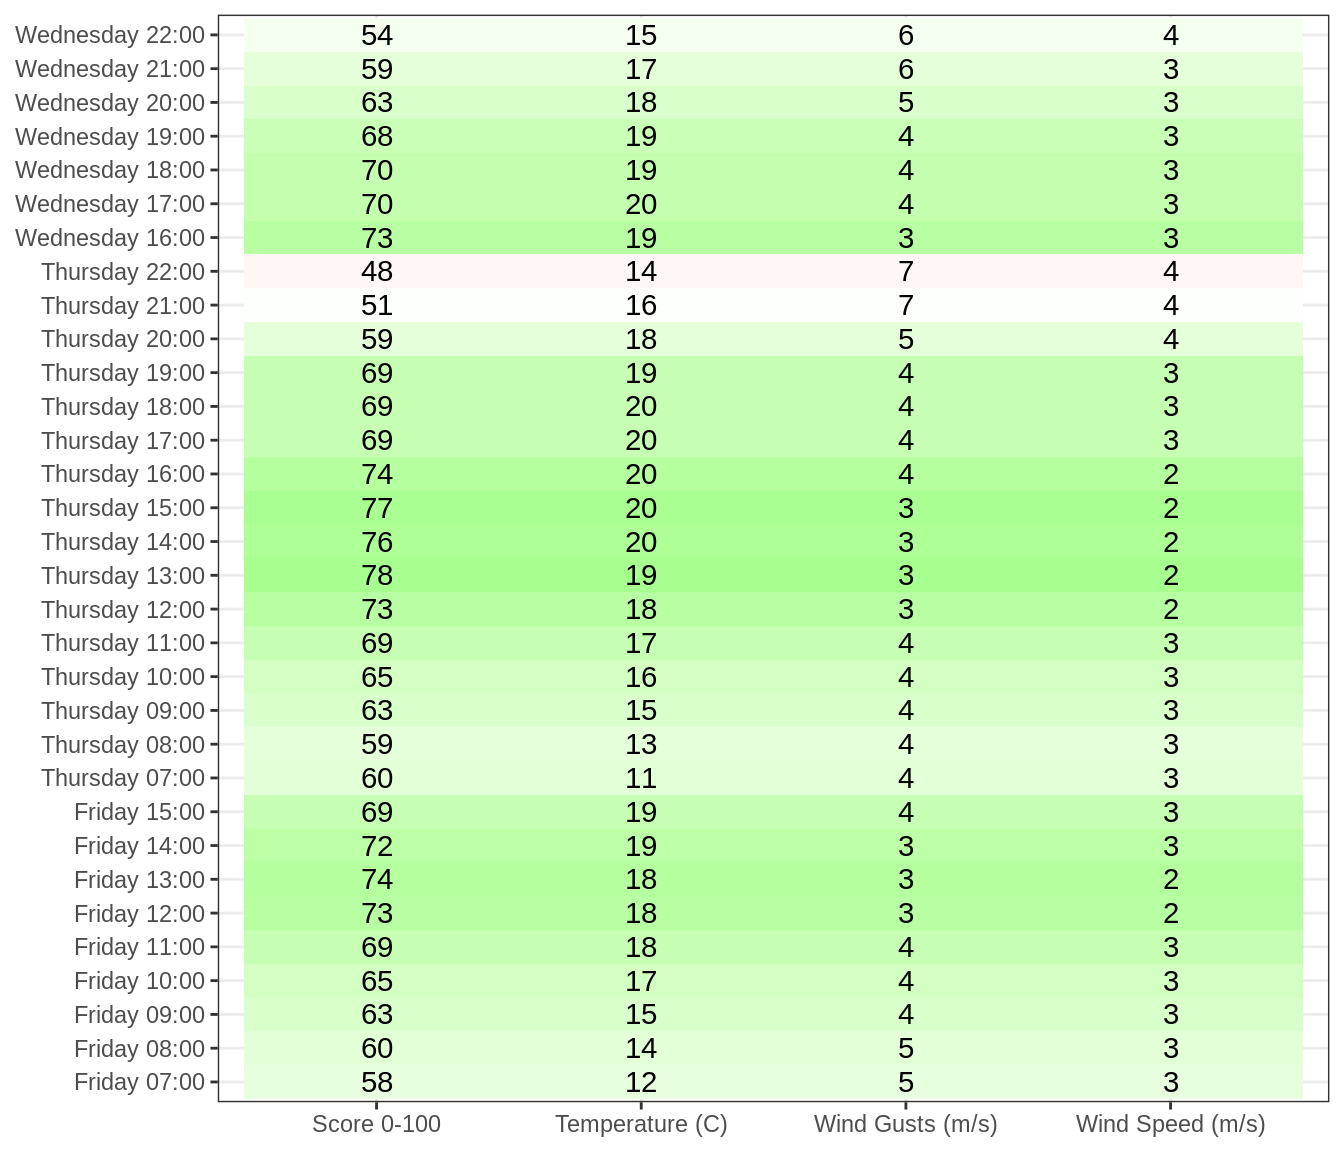 Wednesday 22:00 54 15 6 4
Wednesday 21:00 59 17 6 3
Wednesday 20:00 63 18 5 3
Wednesday 19:00 68 19 4 3
Wednesday 18:00 70 19 4 3
Wednesday 17:00 70 20 4 3
Wednesday 16:00 73 19 3 3
Thursday 22:00 48 14 7 4
Thursday 21:00 51 16 7 4
Thursday 20:00 59 18 5 4
Thursday 19:00 69 19 4 3
Thursday 18:00 69 20 4 3
Thursday 17:00 69 20 4 3
Thursday 16:00 74 20 4 2
Thursday 15:00 77 20 3 2
Thursday 14:00 76 20 3 2
Thursday 13:00 78 19 3 2
Thursday 12:00 73 18 3 2
Thursday 11:00 69 17 4 3
Thursday 10:00 65 16 4 3
Thursday 09:00 63 15 4 3
Thursday 08:00 59 13 4 3
Thursday 07:00 60 11 4 3
Friday 15:00 69 19 4 3
Friday 14:00 72 19 3 3
Friday 13:00 74 18 3 2
Friday 12:00 73 18 3 2
Friday 11:00 69 18 4 3
Friday 10:00 65 17 4 3
Friday 09:00 63 15 4 3
Friday 08:00 60 14 5 3
Friday 07:00 58 12 5 3
Score 0-100 Temperature (C) Wind Gusts (m/s) Wind Speed (m/s)